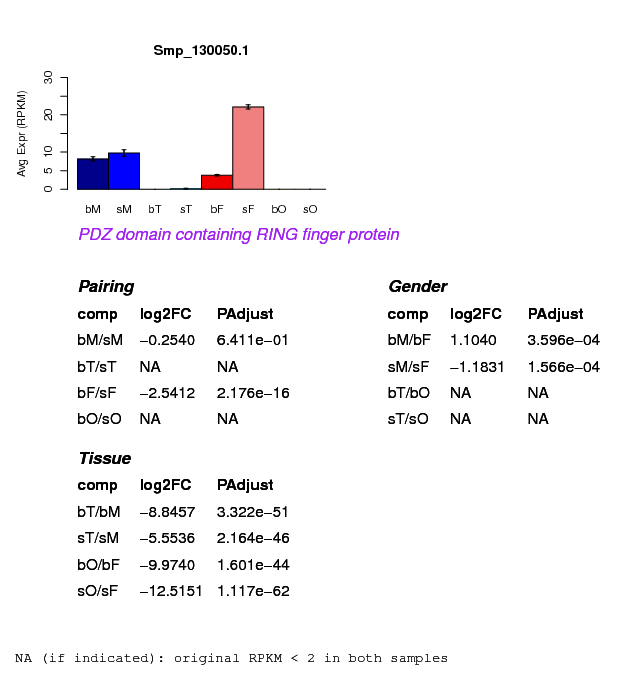 Smp_130050.1
Avg Expr (RPKM)
30
20
10
5
0
bM sM bT sT bF sF bO sO
PDZ domain containing RING finger protein
Pairing
comp log2FC PAdjust
bM/sM −0.2540 6.411e−01
bT/sT NA NA
bF/sF −2.5412 2.176e−16
bO/sO NA NA
Gender
comp log2FC PAdjust
bM/bF 1.1040 3.596e−04
sM/sF −1.1831 1.566e−04
bT/bO NA NA
sT/sO NA NA
Tissue
comp log2FC PAdjust
bT/bM −8.8457 3.322e−51
sT/sM −5.5536 2.164e−46
bO/bF −9.9740 1.601e−44
sO/sF −12.5151 1.117e−62
NA (if indicated): original RPKM < 2 in both samples